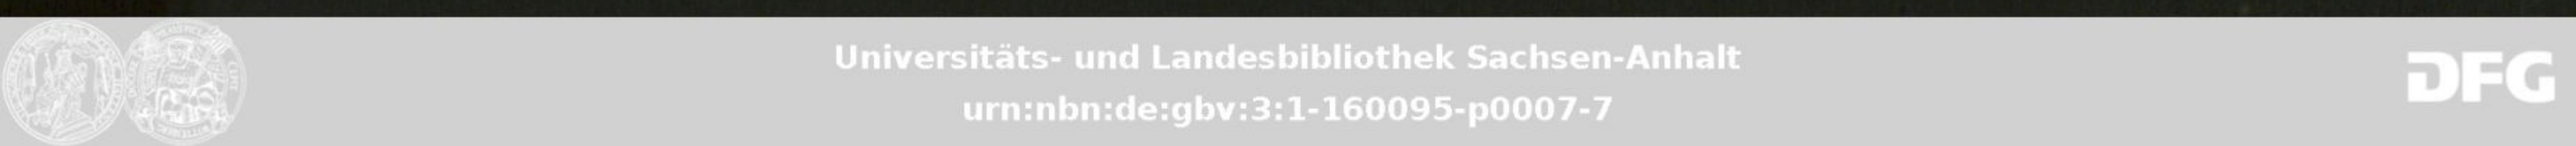 Universitäts- und Landesbibliothek Sachsen-Anhalt
urn:nbn:de:gbv:3:1-160095-p0007-7
DFG